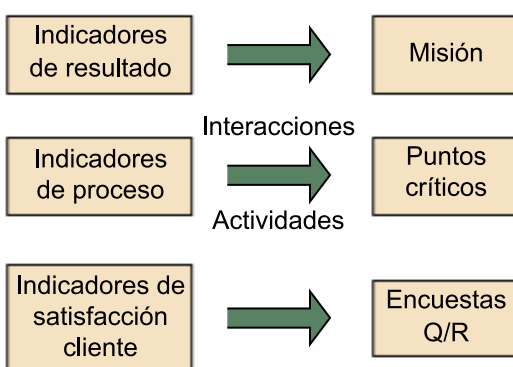 Indicadores
de resultado
Misión
Interacciones
Indicadores
de proceso
Puntos
críticos
Actividades
Indicadores de
satisfacción
cliente
Encuestas
Q/R